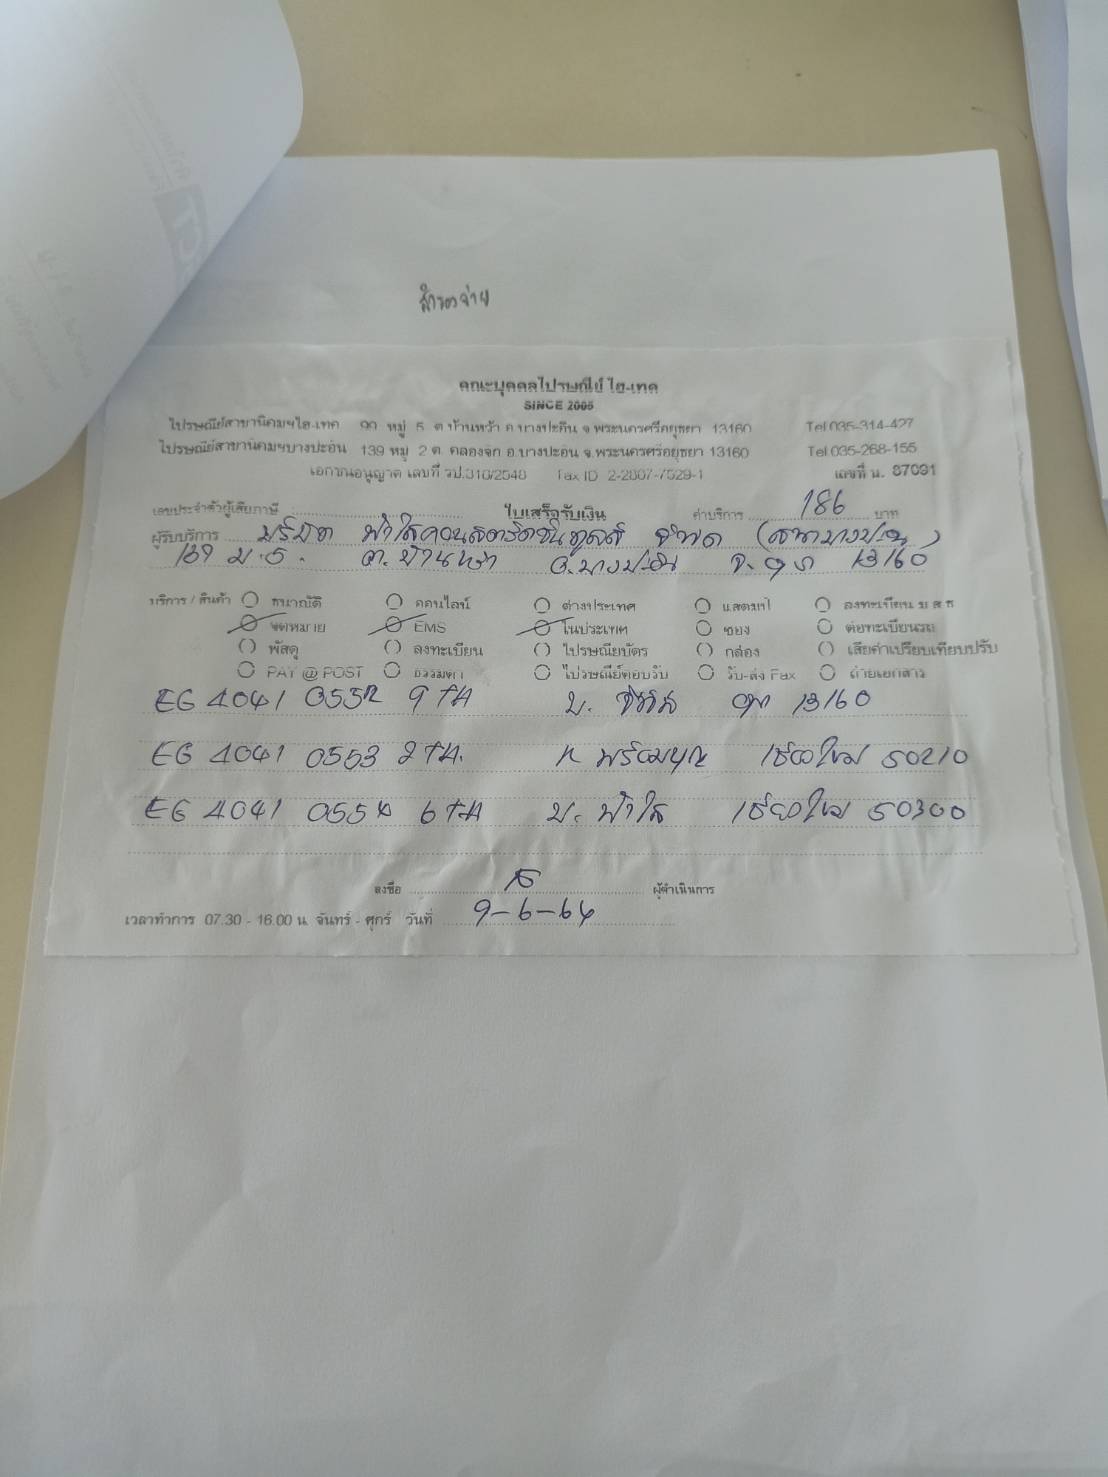 สำรองจ่าย
คณะบุคคลไปรษณีย์ ไฮ-เทค
SINCE 2005
ไปรษณีย์สาขานิคมฯไฮ-เทค 99 หมู่ 5 ต.บ้านหว้า อ.บางปะอิน จ.พระนครศรีอยุธยา 13160 Tel.035-314-427
ไปรษณีย์สาขานิคมฯบางปะอิน 139 หมู่ 2 ต. คลองจิก อ.บางปะอิน จ.พระนครศรีอยุธยา 13160 Tel.035-268-155
เอกชนอนุญาต เลขที่ รป.310/2548 Tax ID 2-2807-7529-1 เลขที่ น. 87091
เลขประจำตัวผู้เสียภาษี ใบเสร็จรับเงิน ค่าบริการ 186 บาท
ผู้รับบริการ บริษัท ฟ้าใสคอนสตรัคชั่นทูลส์ จำกัด (สาขาบางปะอิน)
139 ม.5. ต. บ้านหว้า อ.บางปะอิน จ. อยุธยา 13160
บริการ / สินค้า ธนาณัติ ออนไลน์ ต่างประเทศ แสตมป์ ลงทะเบียน ม ส ธ
จดหมาย EMS ในประเทศ ซอง ต่อทะเบียนรถ
พัสดุ ลงทะเบียน ไปรษณียบัตร กล่อง เสียค่าเปรียบเทียบปรับ
PAY @ POST ธรรมดา ไปรษณีย์ตอบรับ รับ-ส่ง Fax ถ่ายเอกสาร
EG 4041 0552 9 TH บ. 13160
EG 4041 0553 2 TH. K พร้อมบุญ เชียงใหม่ 50210
EG 4041 0554 6 TH บ. ฟ้าใส เชียงใหม่ 50300
ลงชื่อ ผู้ดำเนินการ
เวลาทำการ 07.30 - 16.00 น. จันทร์ - ศุกร์ วันที่ 9-6-64